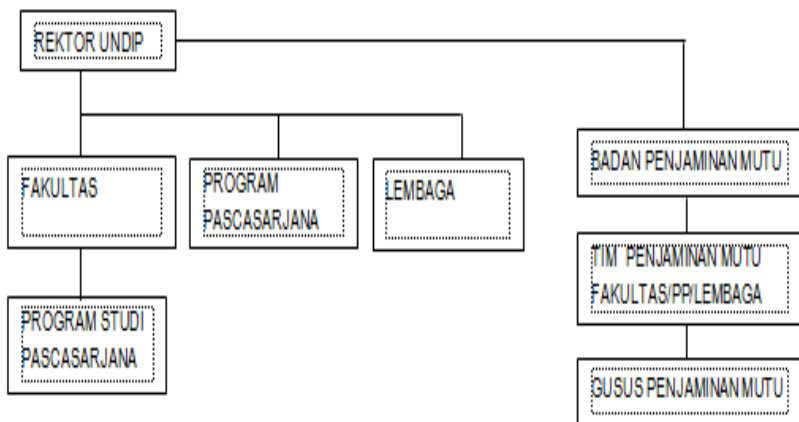 REKTOR UNDIP
BADAN PENJAMINAN MUTU
FAKULTAS
PROGRAM
PASCASARJANA
LEMBAGA
TIM PENJAMINAN MUTU
FAKULTAS/PP/LEMBAGA
PROGRAM STUDI
PASCASARJANA
GUSUS PENJAMINAN MUTU